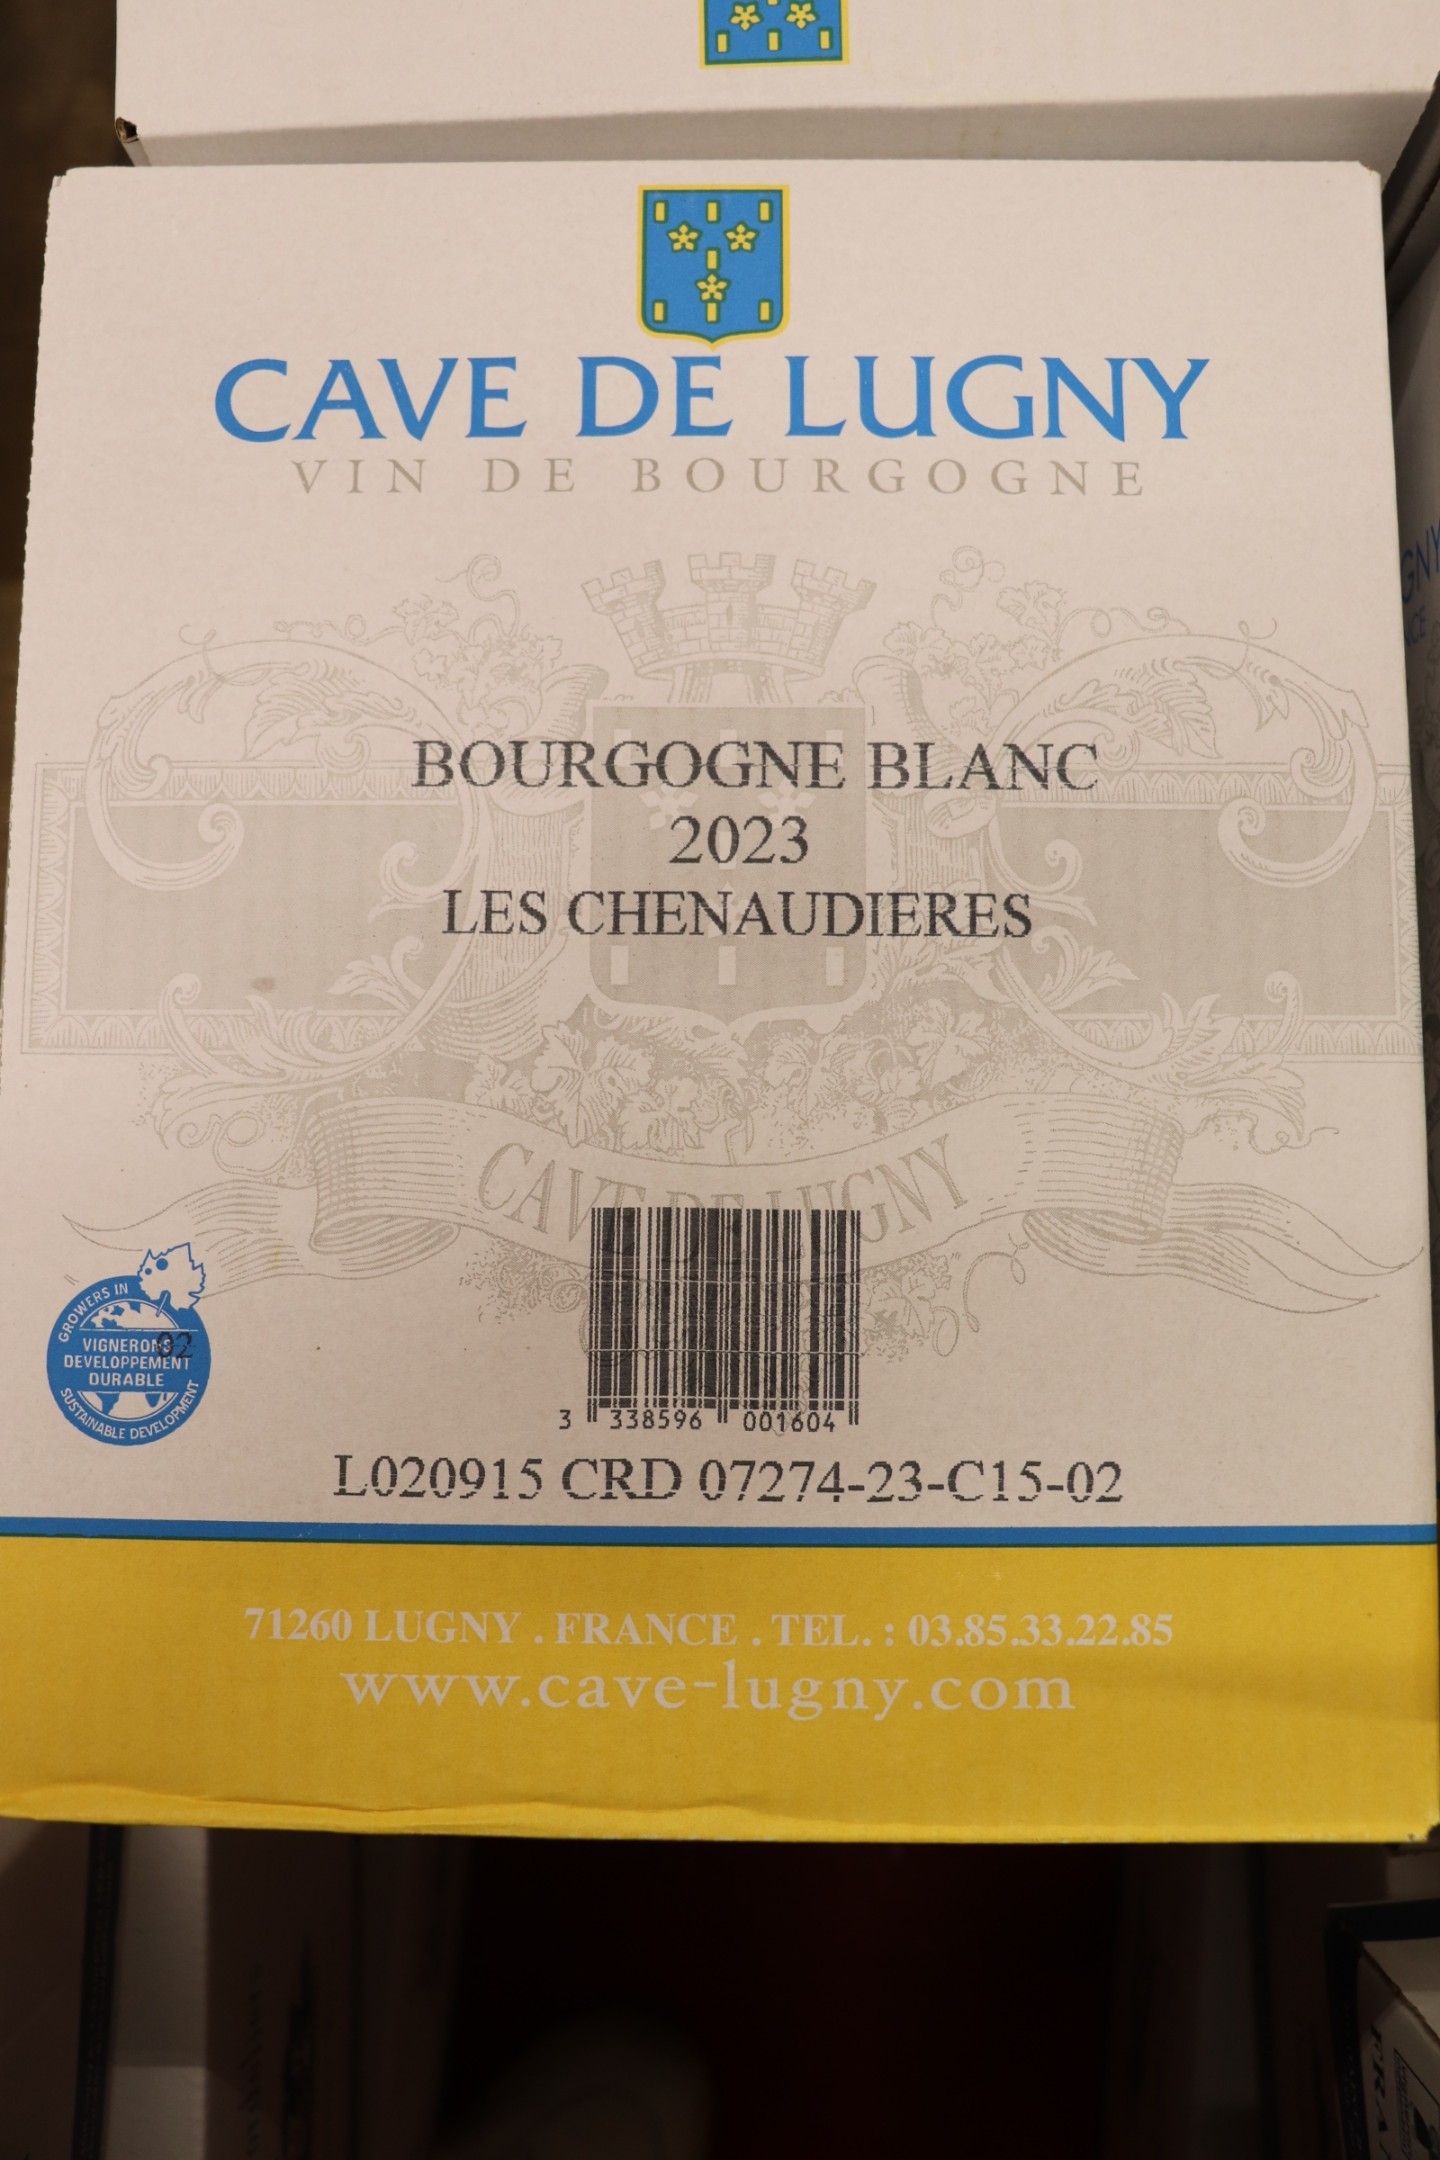 CAVE DE LUGNY
VIN DE BOURGOGNE
BOURGOGNE BLANC
2023
LES CHENAUDIERES
CAVE DE LUGNY
GROWERS IN
VIGNERONS
02
DEVELOPPEMENT
DURABLE
SUSTAINABLE DEVELOPMENT
3 338596 001604
L020915 CRD 07274-23-C15-02
71260 LUGNY . FRANCE . TEL. : 03.85.33.22.85
www.cave-lugny.com